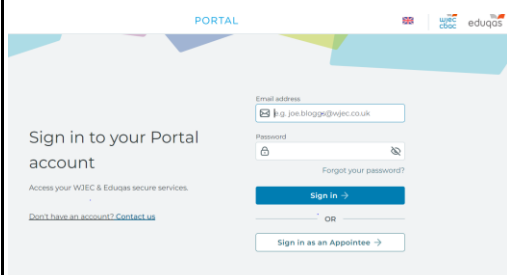 PORTAL
wjec
cbac
eduqas
Email address
e.g. joe.bloggs@wjec.co.uk
Password
Forgot your password?
Sign in to your Portal
account
Access your WJEC & Eduqas secure services.
Don't have an account? Contact us
Sign in →
OR
Sign in as an Appointee →